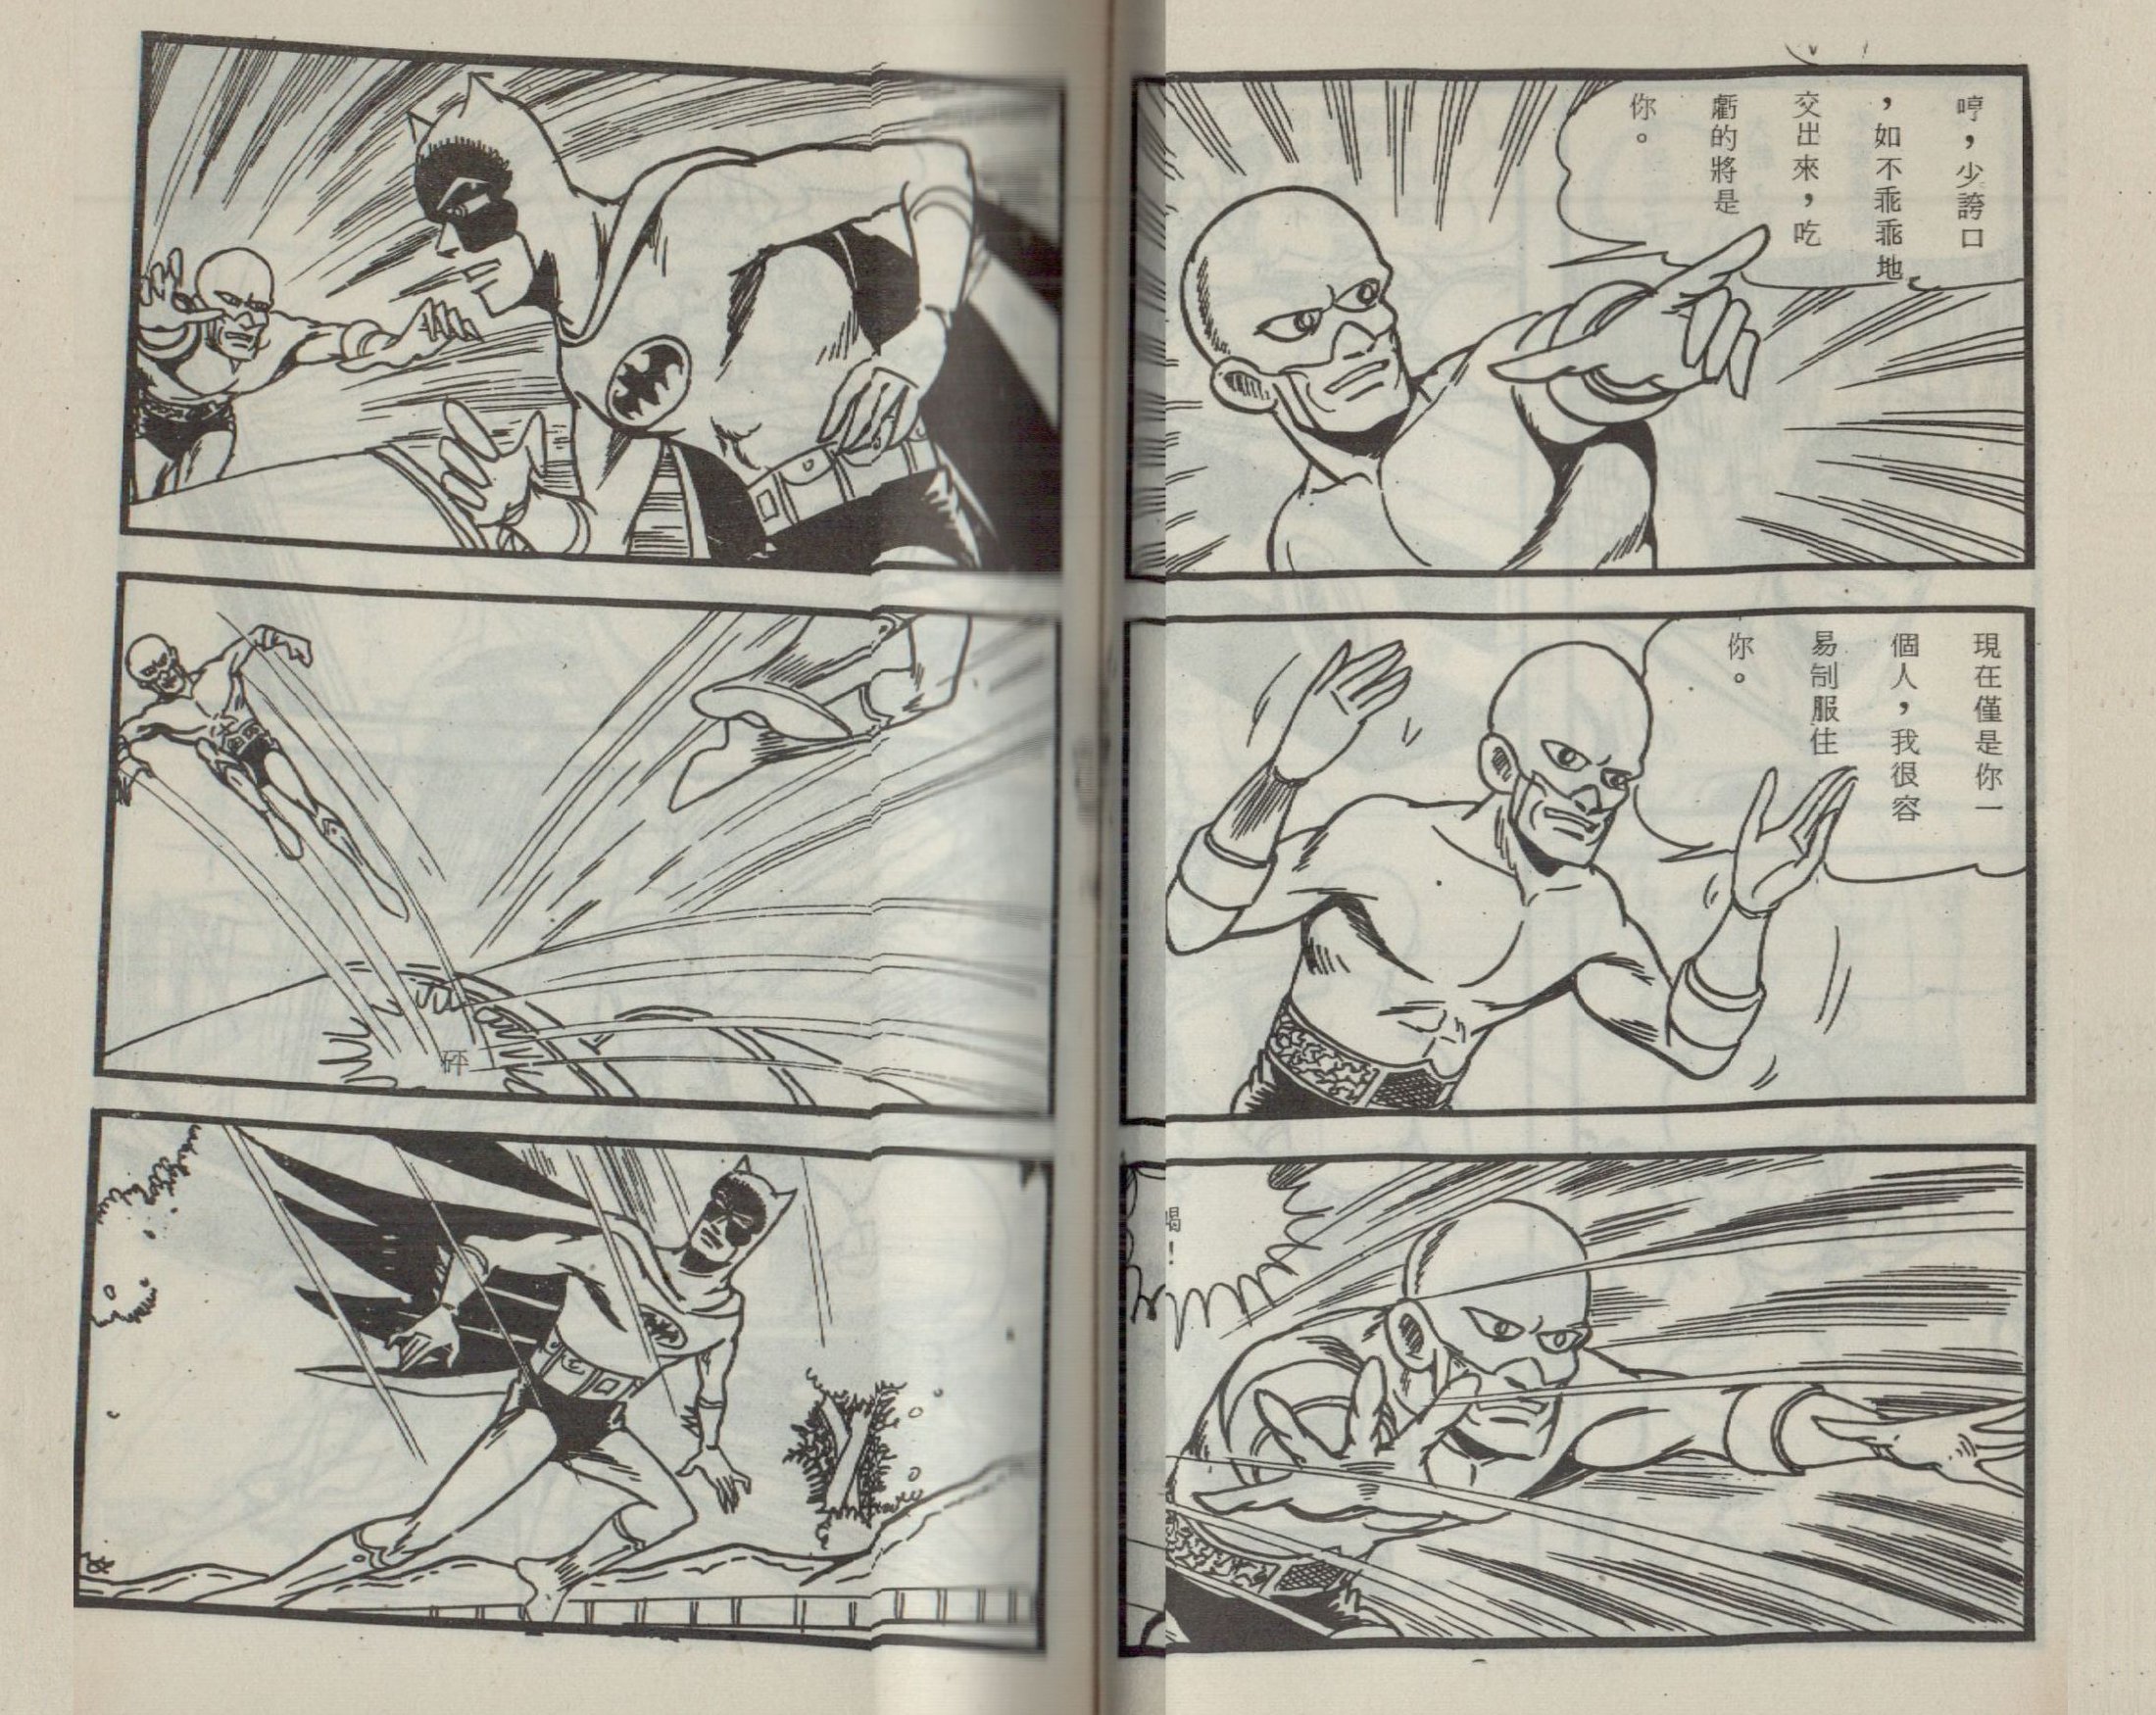 哼，少誇口
，如不乖乖地
交出來，吃
虧的將是
你。
現在僅是你一
個人，我很容
易制服住
你。
喝！
砰